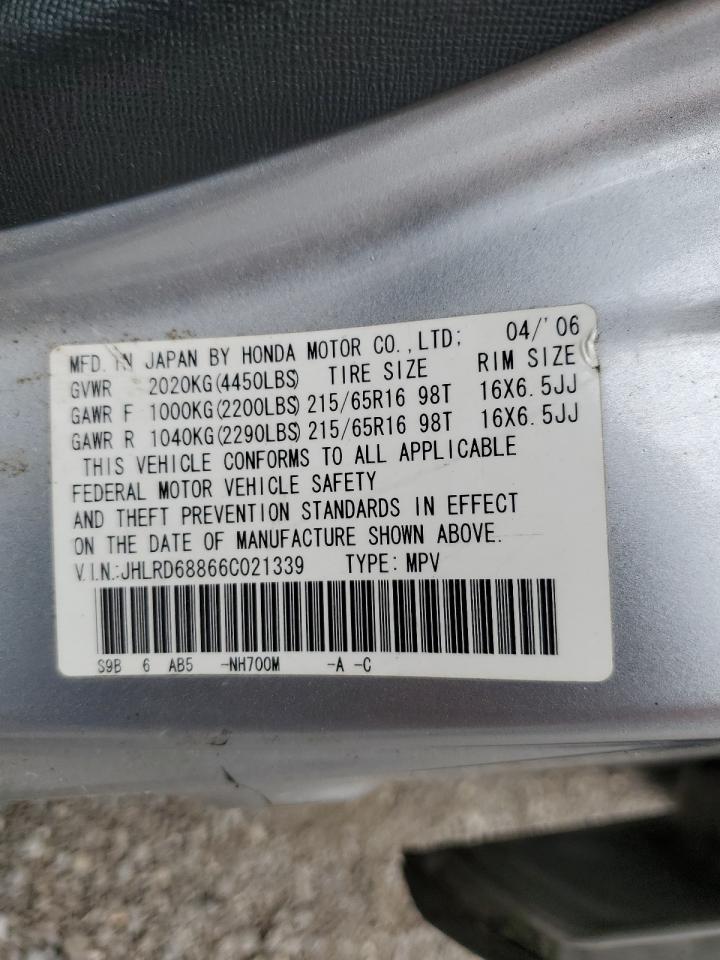 MFD. IN JAPAN BY HONDA MOTOR CO.,LTD; 04/'06
GVWR 2020KG(4450LBS) TIRE SIZE RIM SIZE
GAWR F 1000KG(2200LBS) 215/65R16 98T 16X6.5JJ
GAWR R 1040KG(2290LBS) 215/65R16 98T 16X6.5JJ
THIS VEHICLE CONFORMS TO ALL APPLICABLE
FEDERAL MOTOR VEHICLE SAFETY
AND THEFT PREVENTION STANDARDS IN EFFECT
ON THE DATE OF MANUFACTURE SHOWN ABOVE.
V.I.N.:JHLRD68866C021339 TYPE: MPV
S9B 6 AB5 -NH700M -A -C